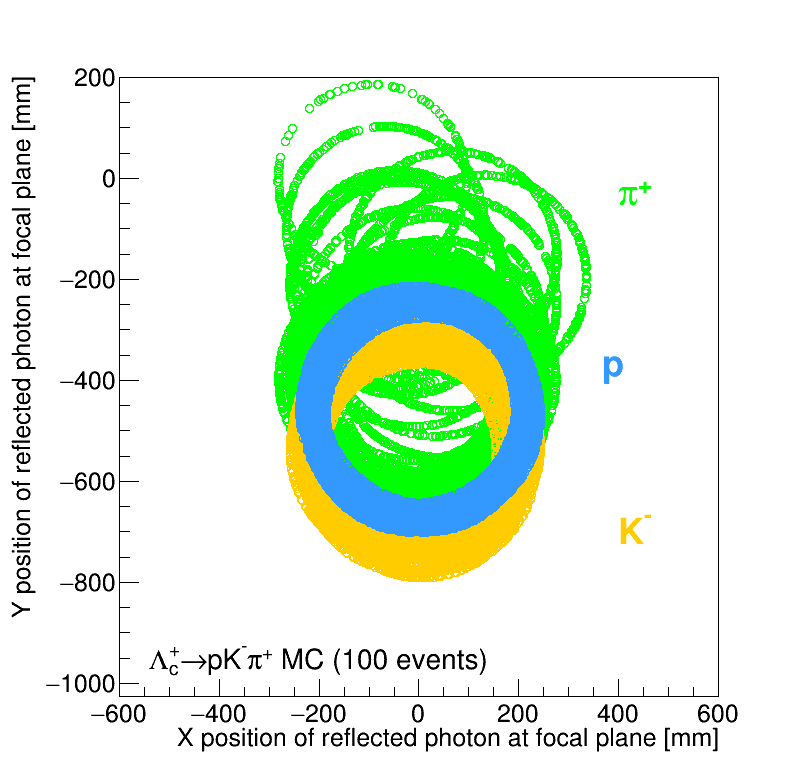 Y position of reflected photon at focal plane [mm]
200
0
−200
−400
−600
−800
−1000
π⁺
p
K⁻
Λc⁺→pK⁻π⁺ MC (100 events)
−600 −400 −200 0 200 400 600
X position of reflected photon at focal plane [mm]